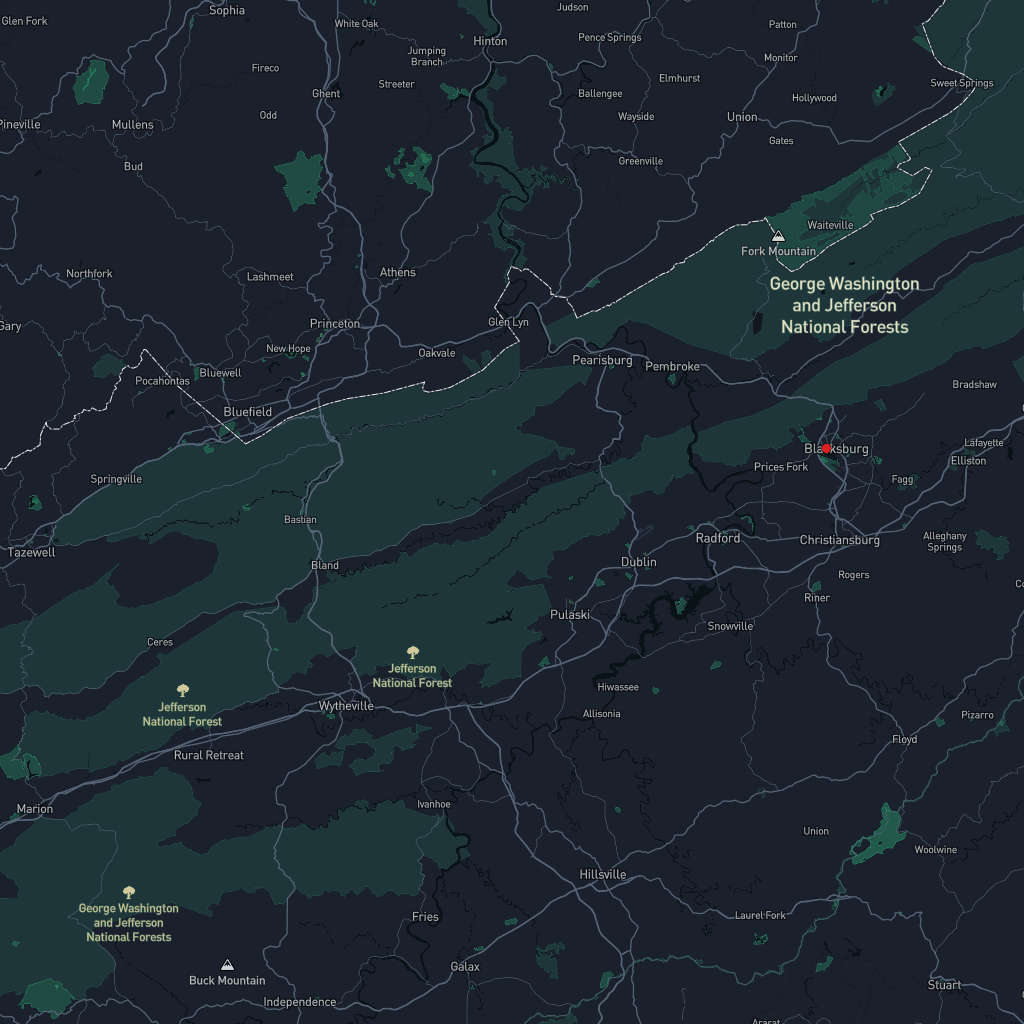 Glen Fork
Sophia
White Oak
Judson
Hinton
Pence Springs
Patton
Jumping
Branch
Monitor
Fireco
Streeter
Elmhurst
Sweet Springs
Ghent
Ballengee
Hollywood
Odd
Wayside
Union
Pineville
Mullens
Gates
Bud
Greenville
Waiteville
Fork Mountain
Northfork
Lashmeet
Athens
George Washington
and Jefferson
National Forests
Gary
Princeton
Glen Lyn
New Hope
Oakvale
Pearisburg
Pembroke
Bluewell
Pocahontas
Bradshaw
Bluefield
Blacksburg
Lafayette
Elliston
Prices Fork
Springville
Fagg
Bastian
Tazewell
Radford
Christiansburg
Alleghany
Springs
Bland
Dublin
Rogers
Riner
Pulaski
Snowville
Ceres
Jefferson
National Forest
Hiwassee
Jefferson
National Forest
Wytheville
Allisonia
Pizarro
Floyd
Rural Retreat
Marion
Ivanhoe
Union
Woolwine
Hillsville
George Washington
and Jefferson
National Forests
Fries
Laurel Fork
Galax
Buck Mountain
Stuart
Independence